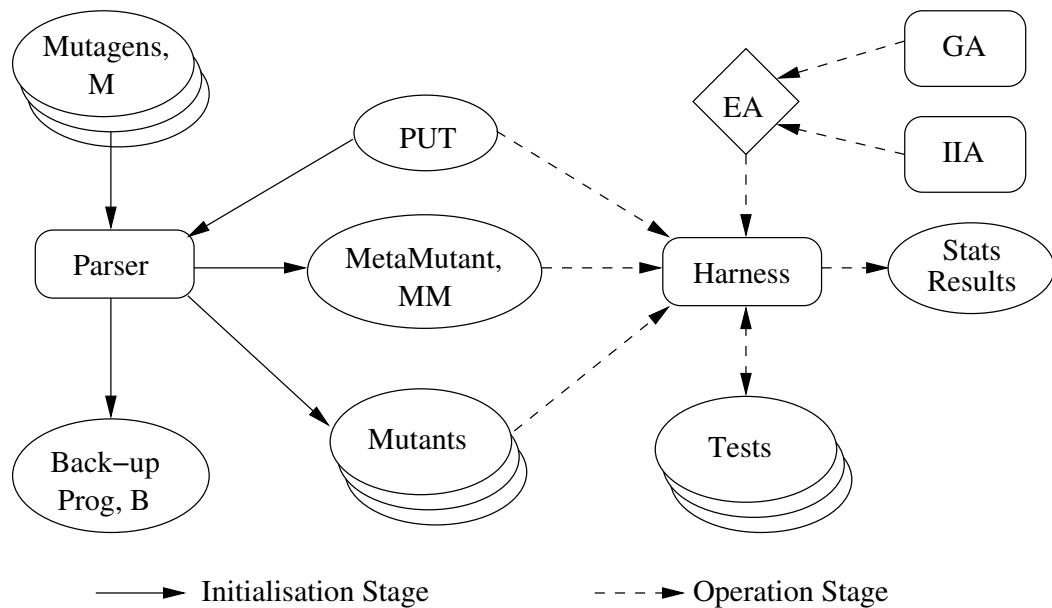 Mutagens,
M
PUT
EA
GA
IIA
Parser
MetaMutant,
MM
Harness
Stats
Results
Back−up
Prog, B
Mutants
Tests
Initialisation Stage
Operation Stage